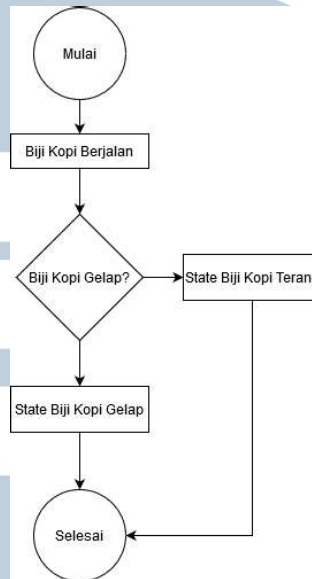 Mulai
Biji Kopi Berjalan
Biji Kopi Gelap?
State Biji Kopi Teran
State Biji Kopi Gelap
Selesai